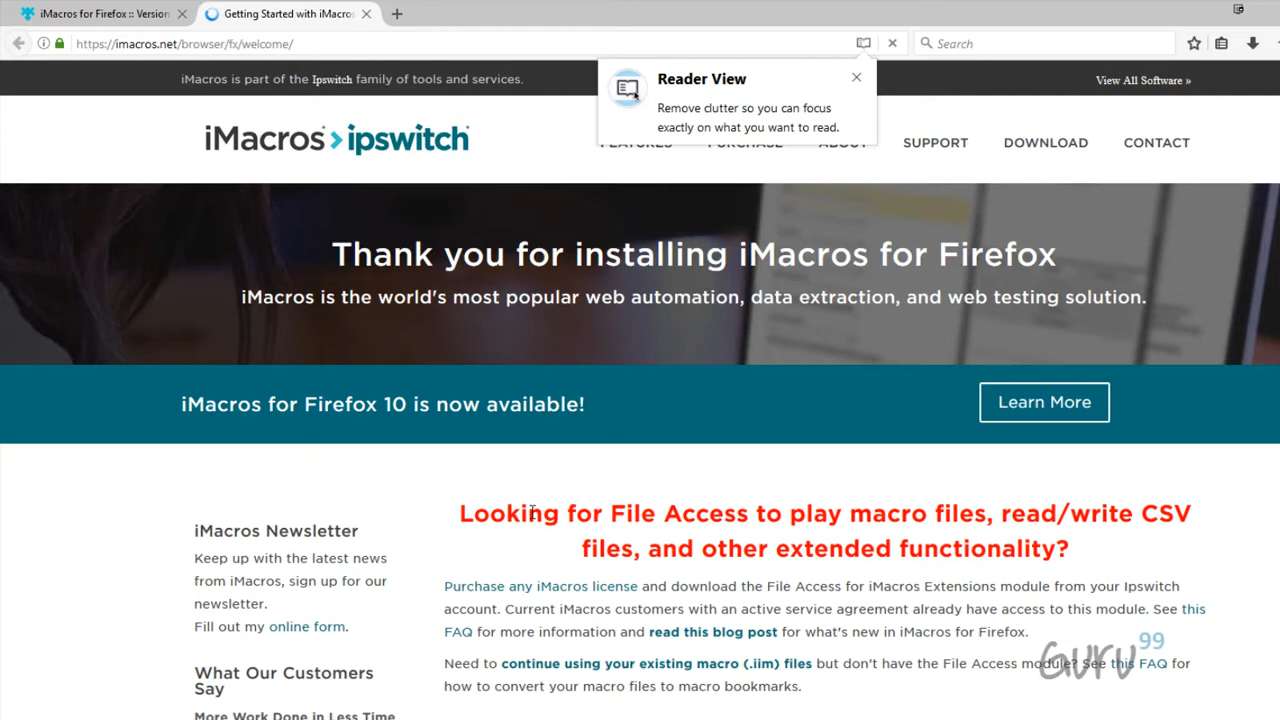 iMacros for Firefox :: Version
Getting Started with iMacros
https://imacros.net/browser/fx/welcome/
Search
iMacros is part of the Ipswitch family of tools and services.
View All Software »
Reader View
Remove clutter so you can focus
exactly on what you want to read.
iMacros ipswitch
FEATURES PURCHASE ABOUT SUPPORT DOWNLOAD CONTACT
Thank you for installing iMacros for Firefox
iMacros is the world's most popular web automation, data extraction, and web testing solution.
iMacros for Firefox 10 is now available!
Learn More
Looking for File Access to play macro files, read/write CSV
files, and other extended functionality?
iMacros Newsletter
Keep up with the latest news
from iMacros, sign up for our
newsletter.
Fill out my online form.
What Our Customers
Say
More Work Done in Less Time
Purchase any iMacros license and download the File Access for iMacros Extensions module from your Ipswitch
account. Current iMacros customers with an active service agreement already have access to this module. See this
FAQ for more information and read this blog post for what's new in iMacros for Firefox.
Need to continue using your existing macro (.iim) files but don't have the File Access module? See this FAQ for
how to convert your macro files to macro bookmarks.
Guru 99